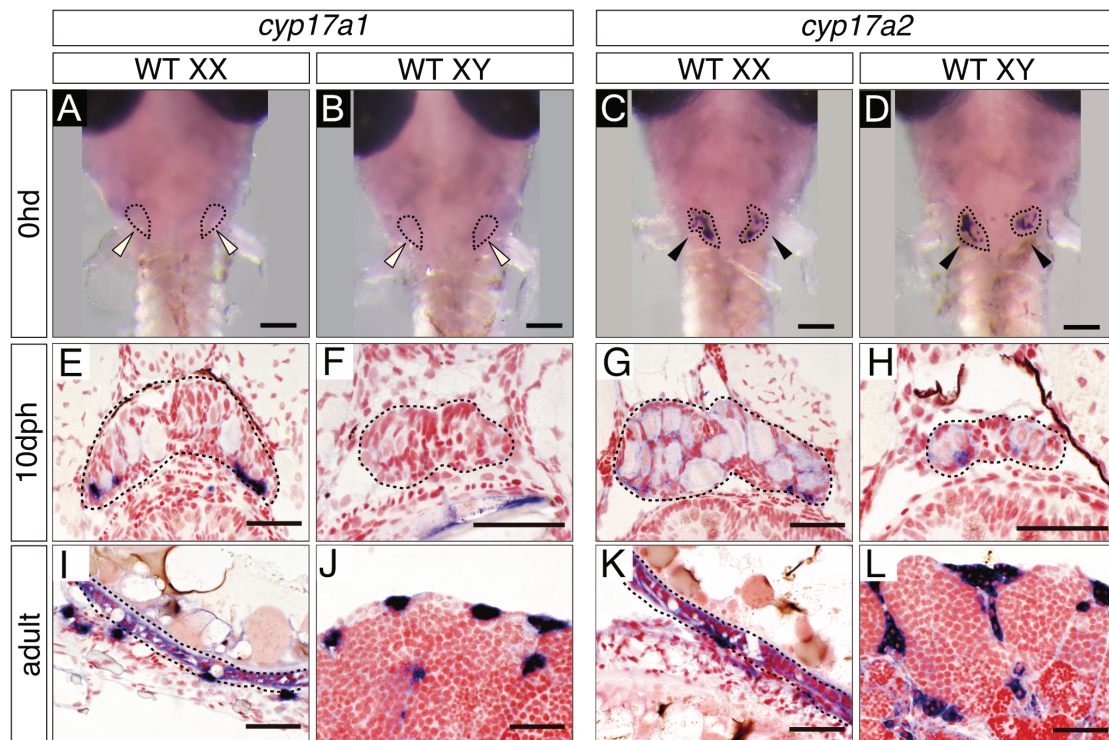 cyp17a1 cyp17a2
WT XX WT XY WT XX WT XY
0hd
A B C D
10dph
E F G H
adult
I J K L